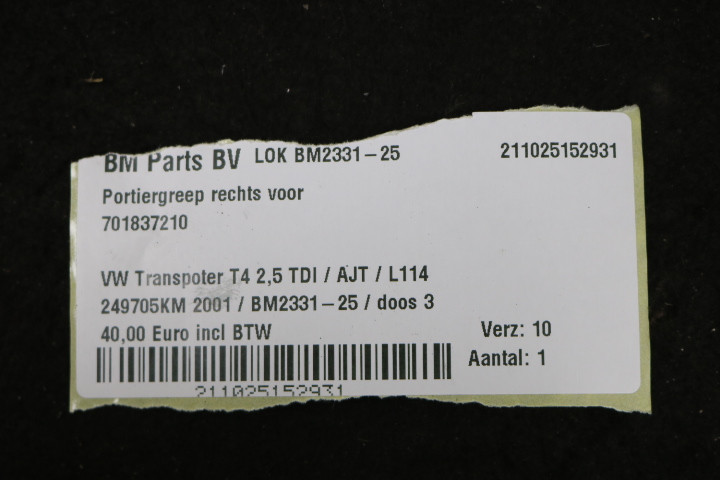 BM Parts BV LOK BM2331-25 211025152931
Portiergreep rechts voor
701837210
VW Transpoter T4 2,5 TDI / AJT / L114
249705KM 2001 / BM2331-25 / doos 3
40,00 Euro incl BTW Verz: 10
Aantal: 1
211025152931